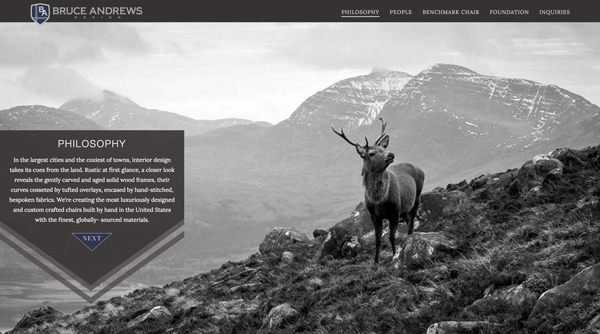 BA
BRUCE ANDREWS
DESIGN
PHILOSOPHY PEOPLE BENCHMARK CHAIR FOUNDATION INQUIRIES
PHILOSOPHY
In the largest cities and the coziest of towns, interior design
takes its cues from the land. Rustic at first glance, a closer look
reveals the gently carved and aged solid wood frames, their
curves cosseted by tufted overlays, encased by hand-stitched,
bespoken fabrics. We're creating the most luxuriously designed
and custom crafted chairs built by hand in the United States
with the finest, globally- sourced materials.
NEXT